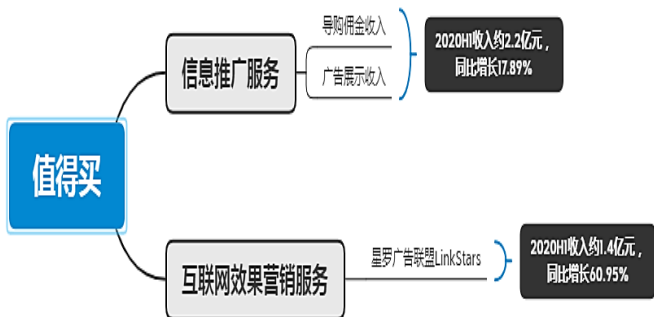 值得买
信息推广服务
导购佣金收入
广告展示收入
2020H1收入约2.2亿元，
同比增长17.89%
互联网效果营销服务
星罗广告联盟LinkStars
2020H1收入约1.4亿元，
同比增长60.95%